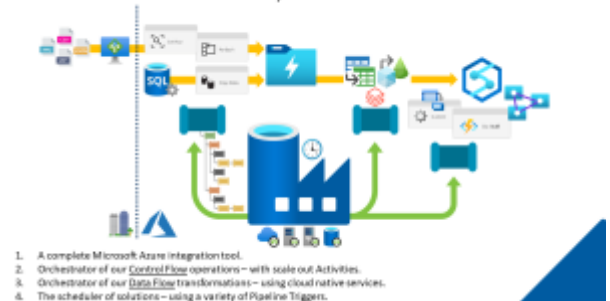 SQL
1. A complete Microsoft Azure integration tool.
2. Orchestrator of our Control Flow operations – with scale out Activities.
3. Orchestrator of our Data Flow transformations – using cloud native services.
4. The scheduler of solutions – using a variety of Pipeline Triggers.